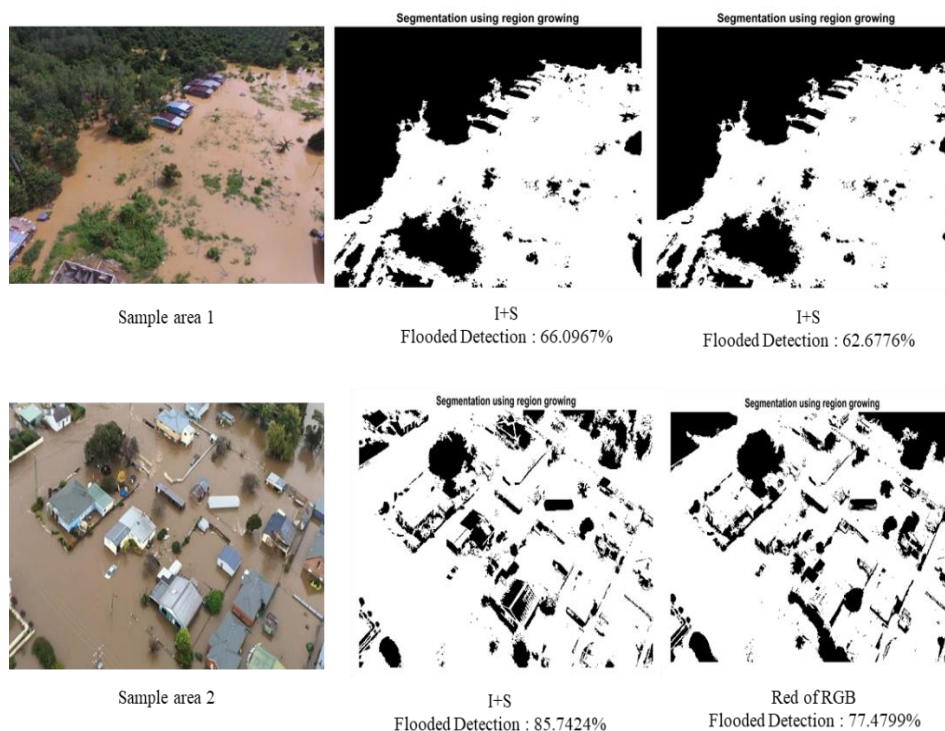 Segmentation using region growing
Segmentation using region growing
Sample area 1
I+S
Flooded Detection : 66.0967%
I+S
Flooded Detection : 62.6776%
Segmentation using region growing
Segmentation using region growing
Sample area 2
I+S
Flooded Detection : 85.7424%
Red of RGB
Flooded Detection : 77.4799%